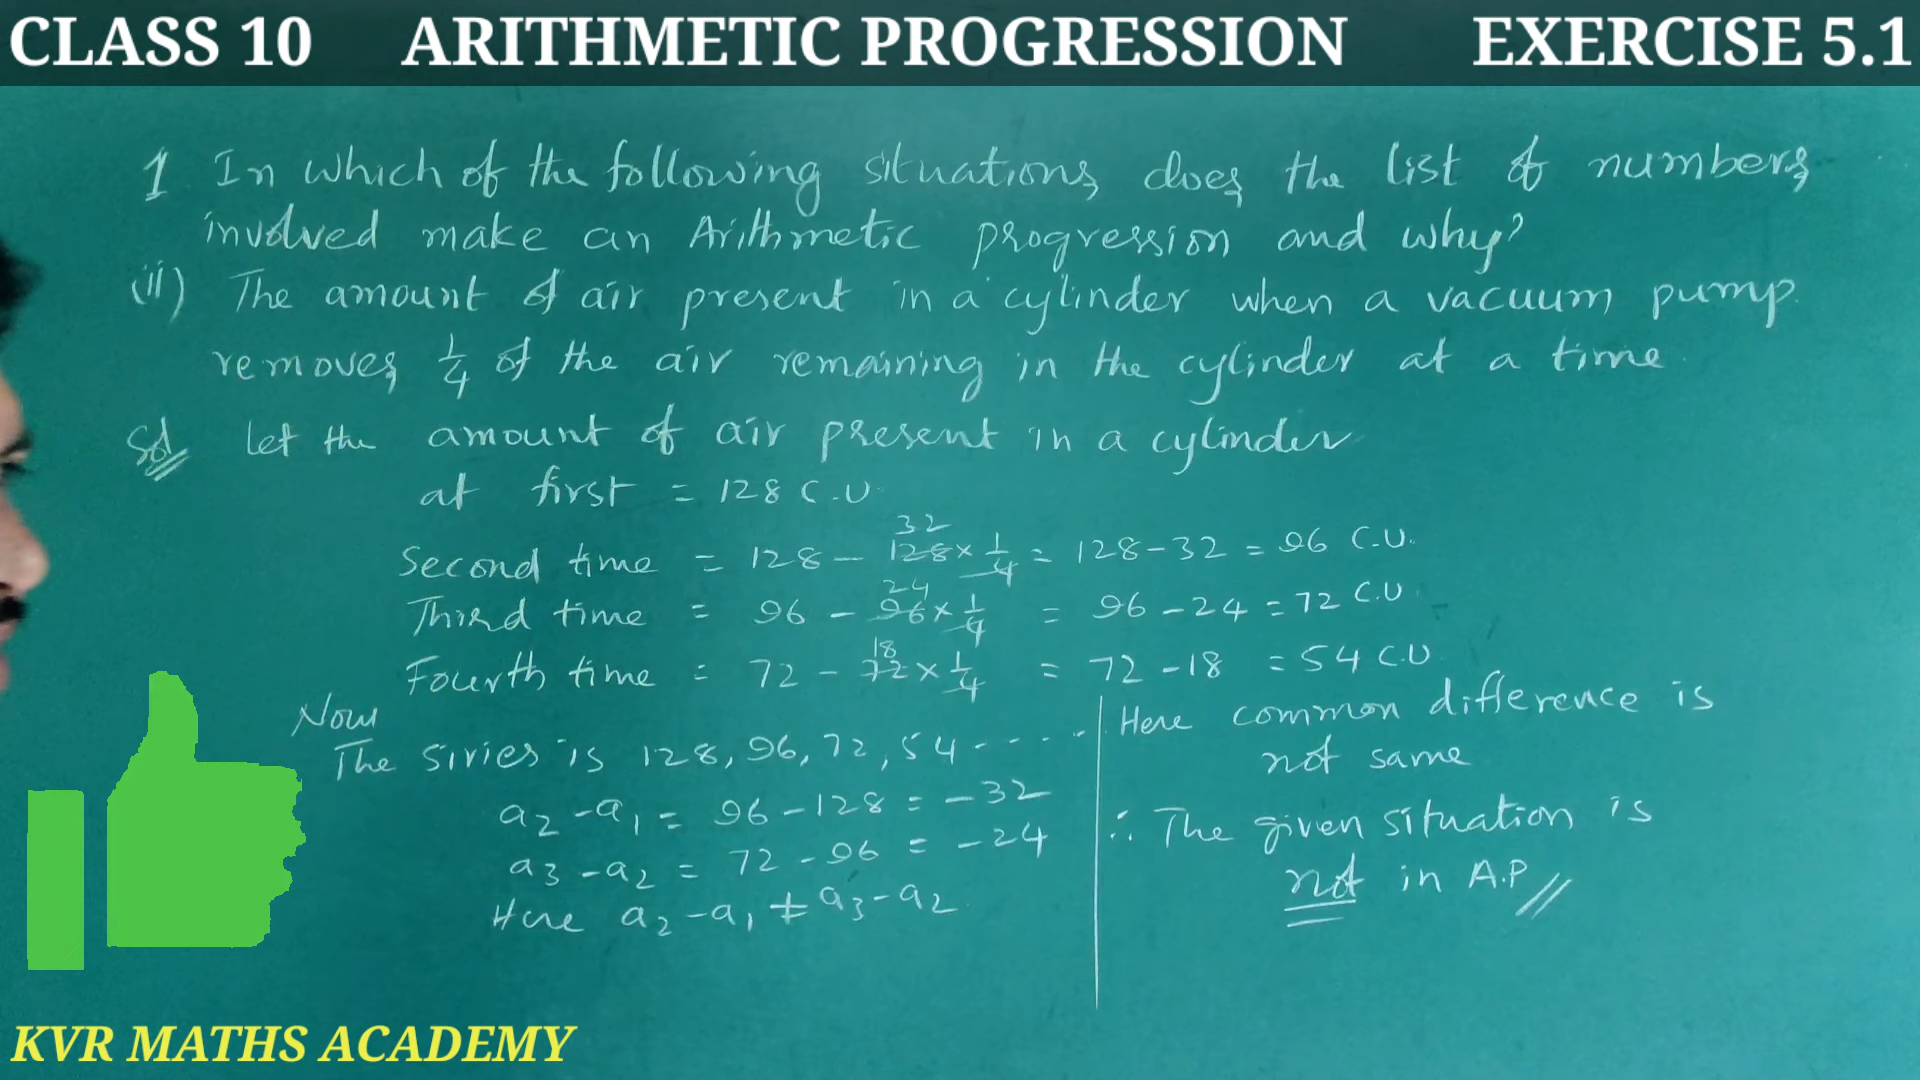 CLASS 10 ARITHMETIC PROGRESSION EXERCISE 5.1
1 In which of the following situations does the list of numbers
involved make an Arithmetic progression and why?
(ii) The amount of air present in a cylinder when a vacuum pump
removes 1/4 of the air remaining in the cylinder at a time.
Sol Let the amount of air present in a cylinder
at first = 128 C.U.
32
Second time = 128 - 128 × 1/4 = 128-32 = 96 C.U.
24
Third time = 96 - 96 × 1/4 = 96-24 = 72 C.U.
18
Fourth time = 72 - 72 × 1/4 = 72-18 = 54 C.U
Now
The siries is 128, 96, 72, 54 .....
a2 - a1 = 96-128 = -32
a3 - a2 = 72-96 = -24
Here a2 - a1 ≠ a3 - a2
Here common difference is
not same
∴ The given situation is
not in A.P //
KVR MATHS ACADEMY